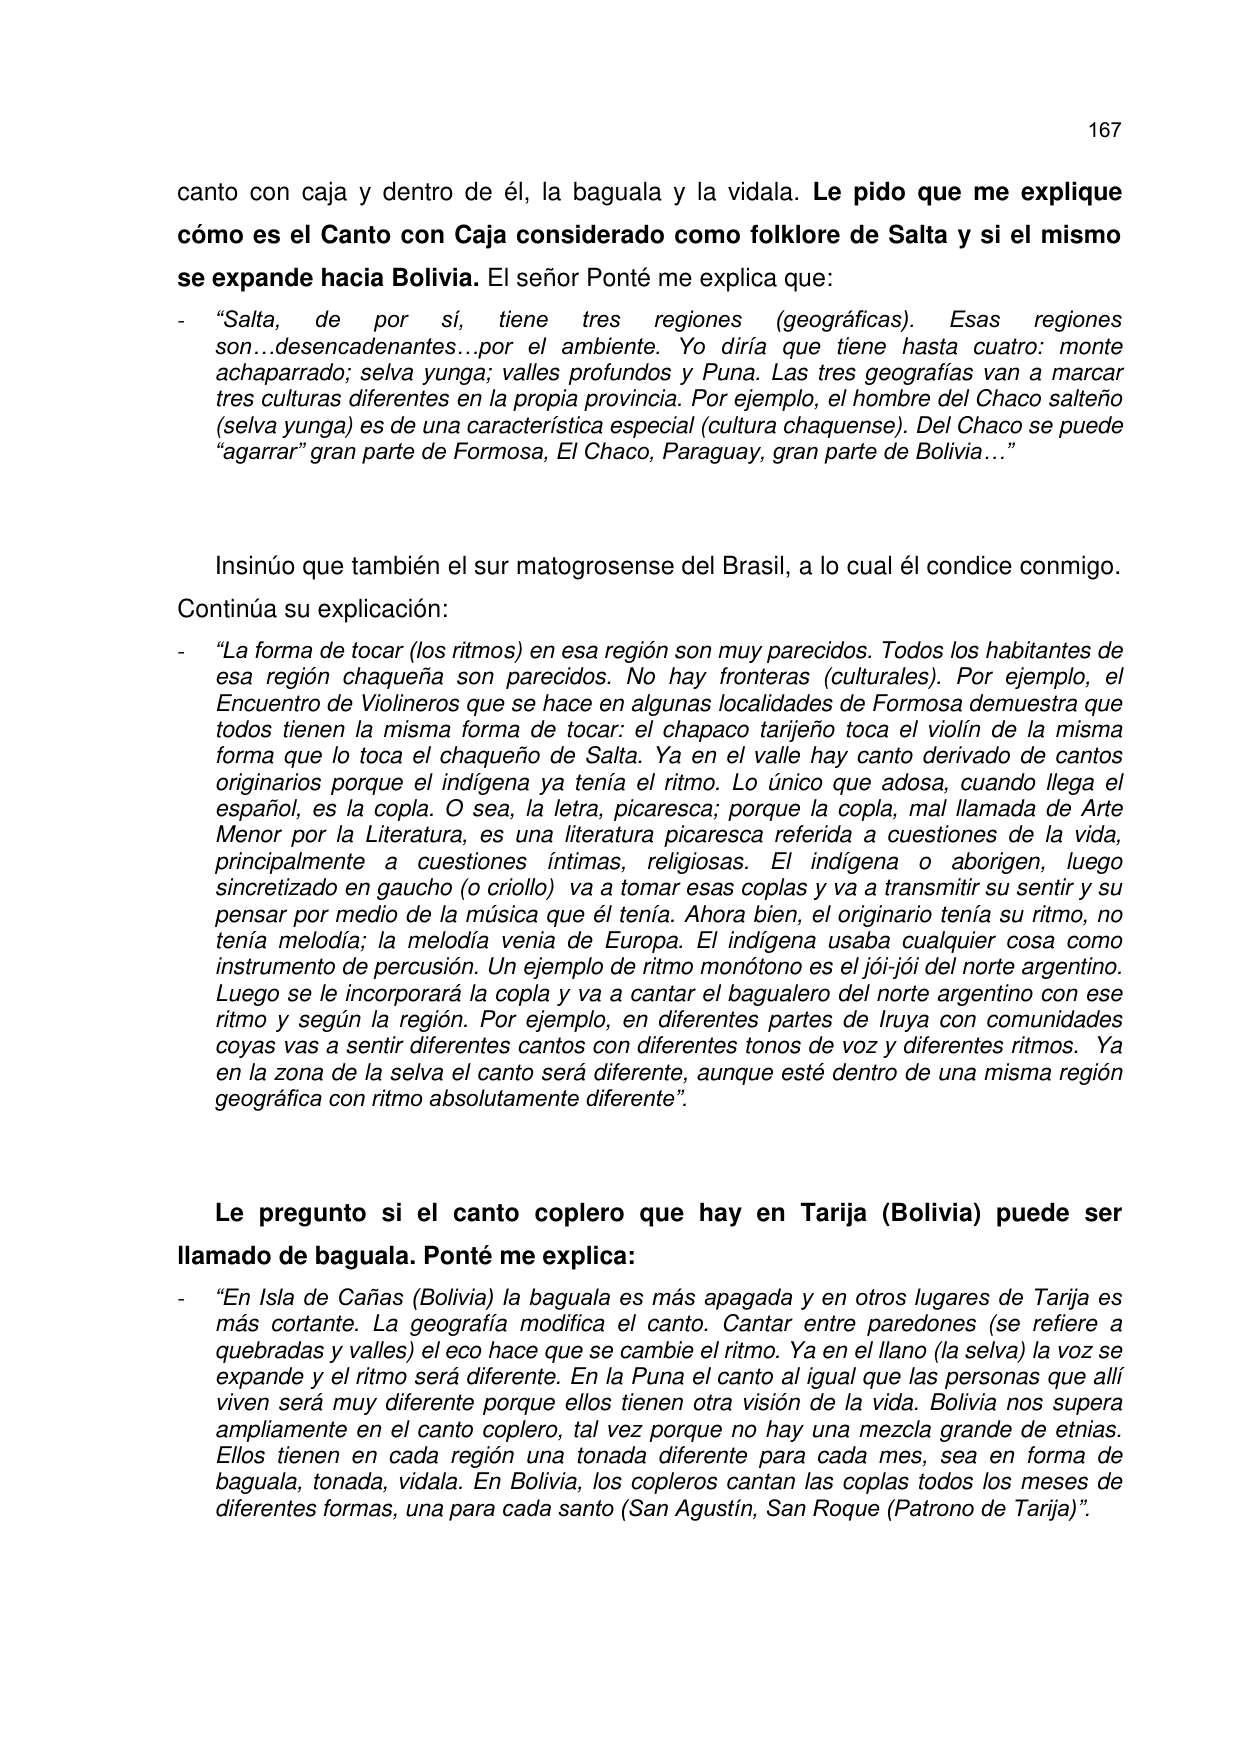 167
canto con caja y dentro de él, la baguala y la vidala. Le pido que me explique
cómo es el Canto con Caja considerado como folklore de Salta y si el mismo
se expande hacia Bolivia. El señor Ponté me explica que:
- “Salta, de por sí, tiene tres regiones (geográficas). Esas regiones
son…desencadenantes…por el ambiente. Yo diría que tiene hasta cuatro: monte
achaparrado; selva yunga; valles profundos y Puna. Las tres geografías van a marcar
tres culturas diferentes en la propia provincia. Por ejemplo, el hombre del Chaco salteño
(selva yunga) es de una característica especial (cultura chaquense). Del Chaco se puede
“agarrar” gran parte de Formosa, El Chaco, Paraguay, gran parte de Bolivia…”
Insinúo que también el sur matogrosense del Brasil, a lo cual él condice conmigo.
Continúa su explicación:
- “La forma de tocar (los ritmos) en esa región son muy parecidos. Todos los habitantes de
esa región chaqueña son parecidos. No hay fronteras (culturales). Por ejemplo, el
Encuentro de Violineros que se hace en algunas localidades de Formosa demuestra que
todos tienen la misma forma de tocar: el chapaco tarijeño toca el violín de la misma
forma que lo toca el chaqueño de Salta. Ya en el valle hay canto derivado de cantos
originarios porque el indígena ya tenía el ritmo. Lo único que adosa, cuando llega el
español, es la copla. O sea, la letra, picaresca; porque la copla, mal llamada de Arte
Menor por la Literatura, es una literatura picaresca referida a cuestiones de la vida,
principalmente a cuestiones íntimas, religiosas. El indígena o aborigen, luego
sincretizado en gaucho (o criollo)  va a tomar esas coplas y va a transmitir su sentir y su
pensar por medio de la música que él tenía. Ahora bien, el originario tenía su ritmo, no
tenía melodía; la melodía venia de Europa. El indígena usaba cualquier cosa como
instrumento de percusión. Un ejemplo de ritmo monótono es el jói-jói del norte argentino.
Luego se le incorporará la copla y va a cantar el bagualero del norte argentino con ese
ritmo y según la región. Por ejemplo, en diferentes partes de Iruya con comunidades
coyas vas a sentir diferentes cantos con diferentes tonos de voz y diferentes ritmos.  Ya
en la zona de la selva el canto será diferente, aunque esté dentro de una misma región
geográfica con ritmo absolutamente diferente”.
Le pregunto si el canto coplero que hay en Tarija (Bolivia) puede ser
llamado de baguala. Ponté me explica:
- “En Isla de Cañas (Bolivia) la baguala es más apagada y en otros lugares de Tarija es
más cortante. La geografía modifica el canto. Cantar entre paredones (se refiere a
quebradas y valles) el eco hace que se cambie el ritmo. Ya en el llano (la selva) la voz se
expande y el ritmo será diferente. En la Puna el canto al igual que las personas que allí
viven será muy diferente porque ellos tienen otra visión de la vida. Bolivia nos supera
ampliamente en el canto coplero, tal vez porque no hay una mezcla grande de etnias.
Ellos tienen en cada región una tonada diferente para cada mes, sea en forma de
baguala, tonada, vidala. En Bolivia, los copleros cantan las coplas todos los meses de
diferentes formas, una para cada santo (San Agustín, San Roque (Patrono de Tarija)”.